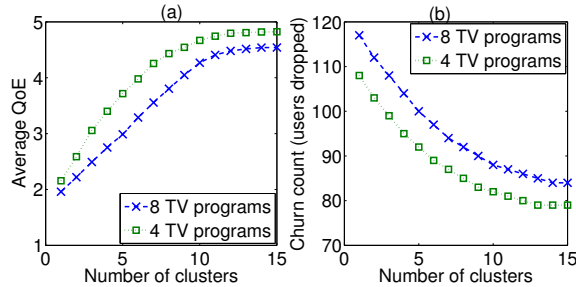 (a)
5
4
3
2
1
Average QoE
0
5
10
15
Number of clusters
8 TV programs
4 TV programs
(b)
120
110
100
90
80
70
Churn count (users dropped)
0
5
10
15
Number of clusters
8 TV programs
4 TV programs